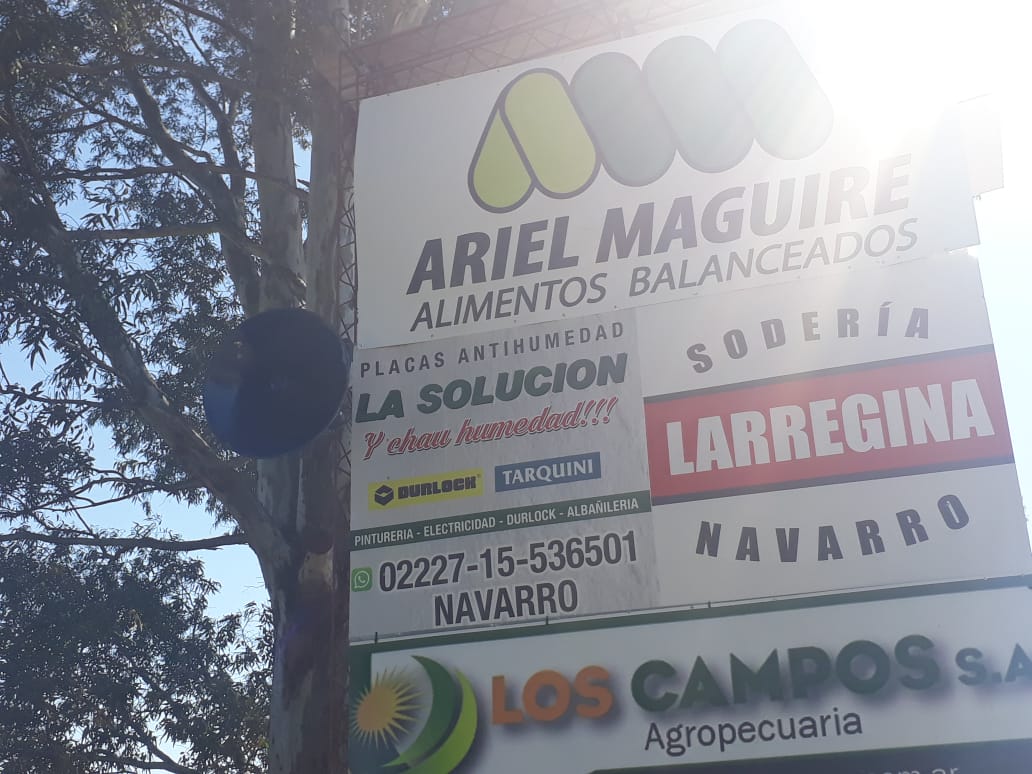 ARIEL MAGUIRE
ALIMENTOS BALANCEADOS
PLACAS ANTIHUMEDAD
LA SOLUCION
Y chau humedad!!!
DURLOCK
TARQUINI
PINTURERIA - ELECTRICIDAD - DURLOCK - ALBAÑILERIA
02227-15-536501
NAVARRO
SODERÍA
LARREGINA
NAVARRO
LOS CAMPOS S.A
Agropecuaria